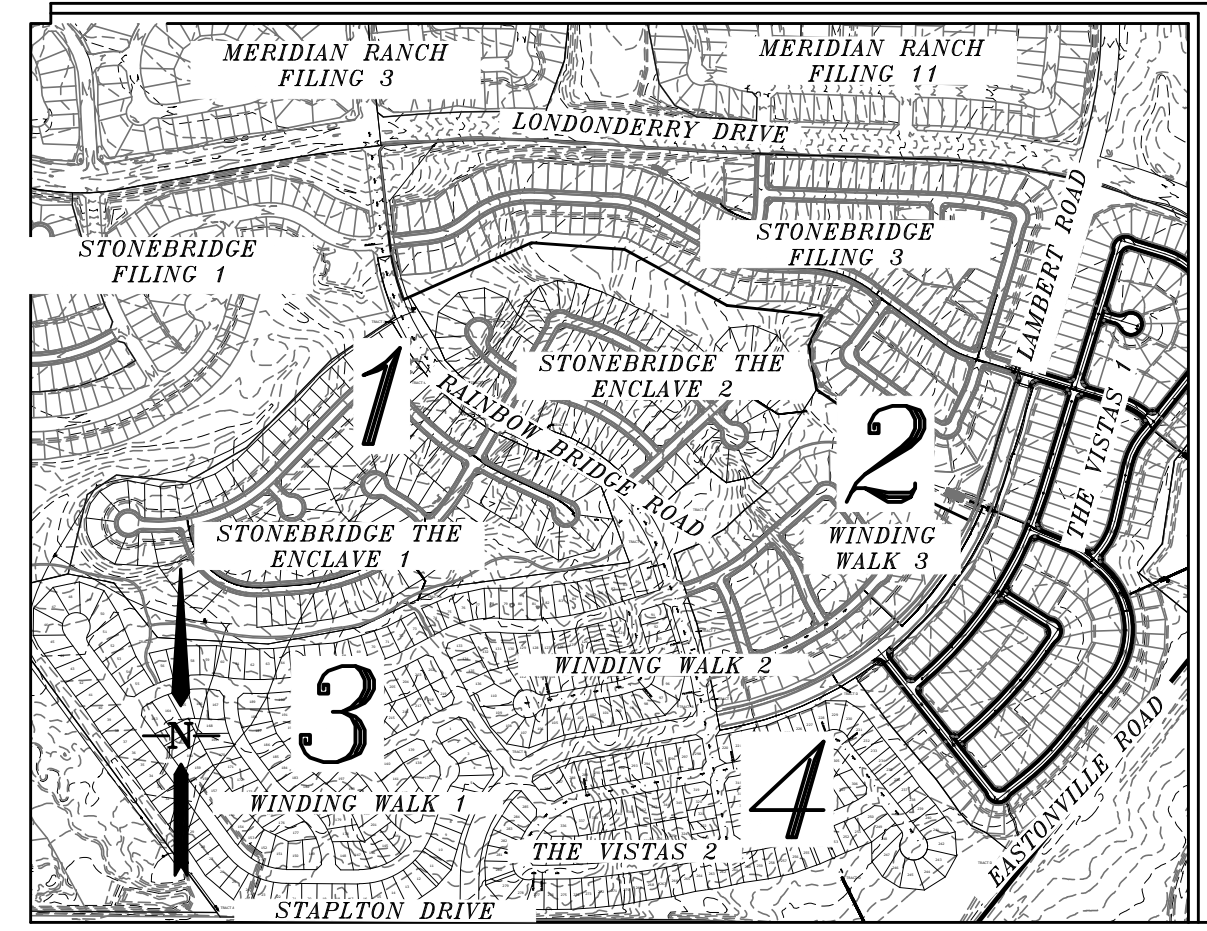 MERIDIAN RANCH
FILING 3
MERIDIAN RANCH
FILING 11
LONDONDERRY DRIVE
STONEBRIDGE
FILING 1
STONEBRIDGE
FILING 3
LAMBERT ROAD
1
STONEBRIDGE THE
ENCLAVE 2
RAINBOW BRIDGE ROAD
2
THE VISTAS 1
STONEBRIDGE THE
ENCLAVE 1
WINDING
WALK 3
WINDING WALK 2
3
N
4
EASTONVILLE ROAD
WINDING WALK 1
THE VISTAS 2
STAPLTON DRIVE